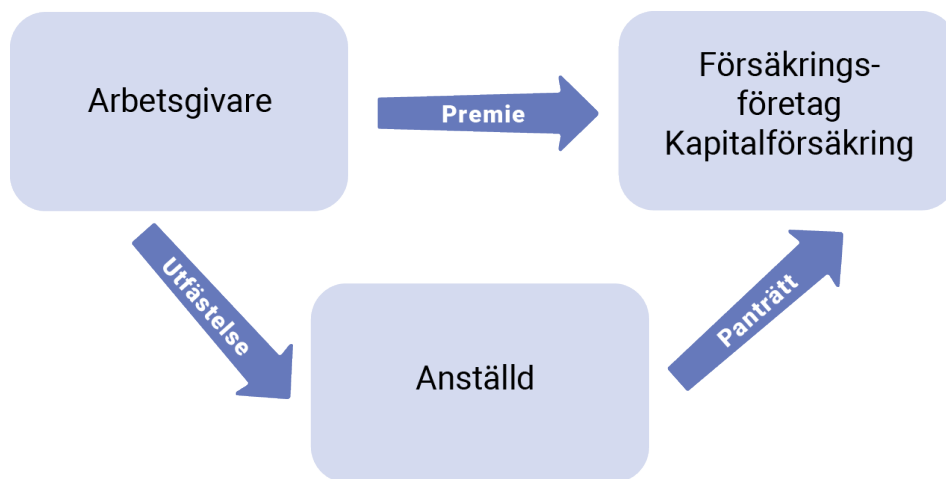 Arbetsgivare
Premie
Försäkrings-
företag
Kapitalförsäkring
Utfästelse
Anställd
Panträtt